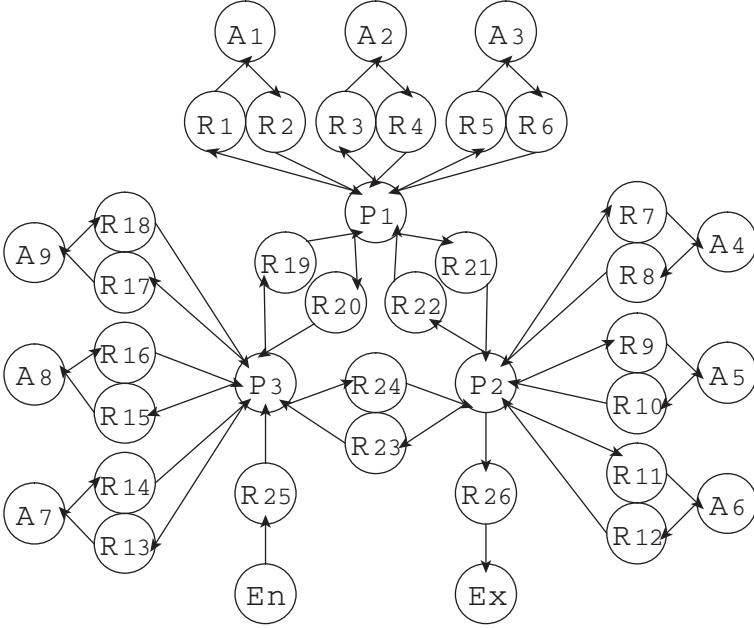 A1 A2 A3
R1 R2 R3 R4 R5 R6
P1
R18 R7
A9 A4
R17 R8
R19 R21
R20 R22
R16 R9
A8 P3 R24 P2 A5
R15 R10
R23
R14 R11
A7 R25 R26 A6
R13 R12
En Ex